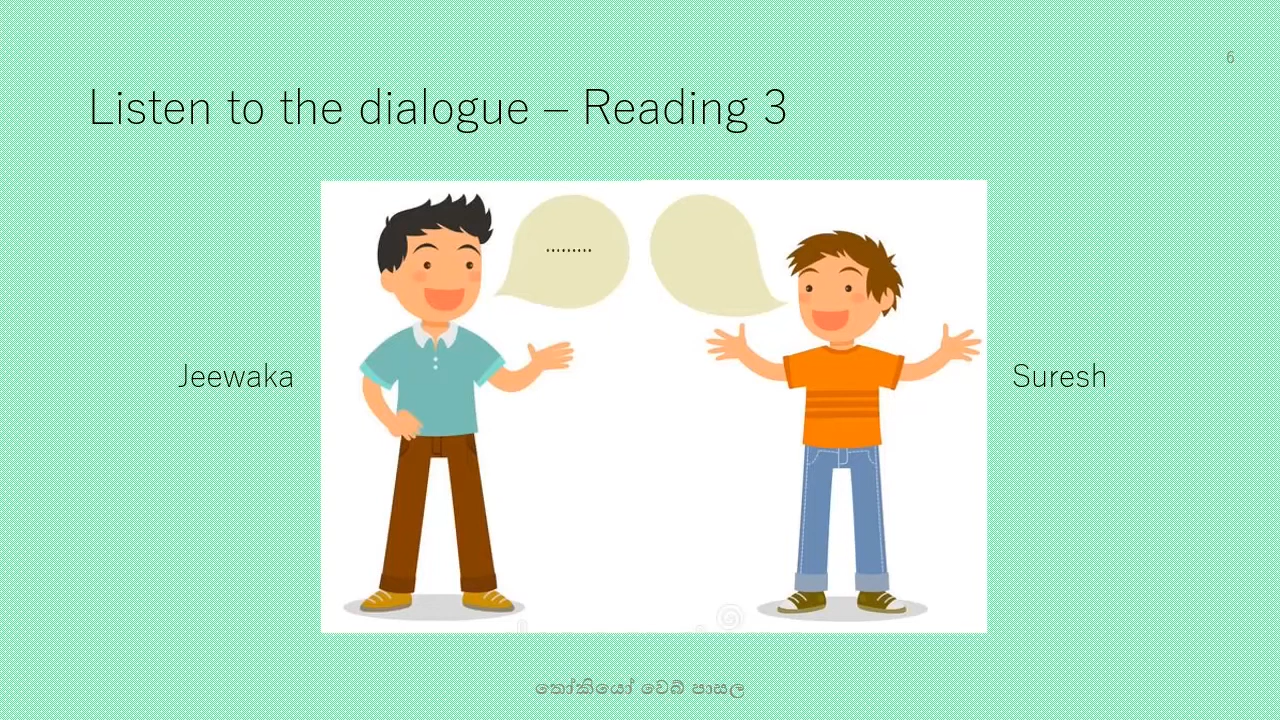 6
Listen to the dialogue – Reading 3
.........
Jeewaka
Suresh
තෝකියෝ වෙබ් පාසල